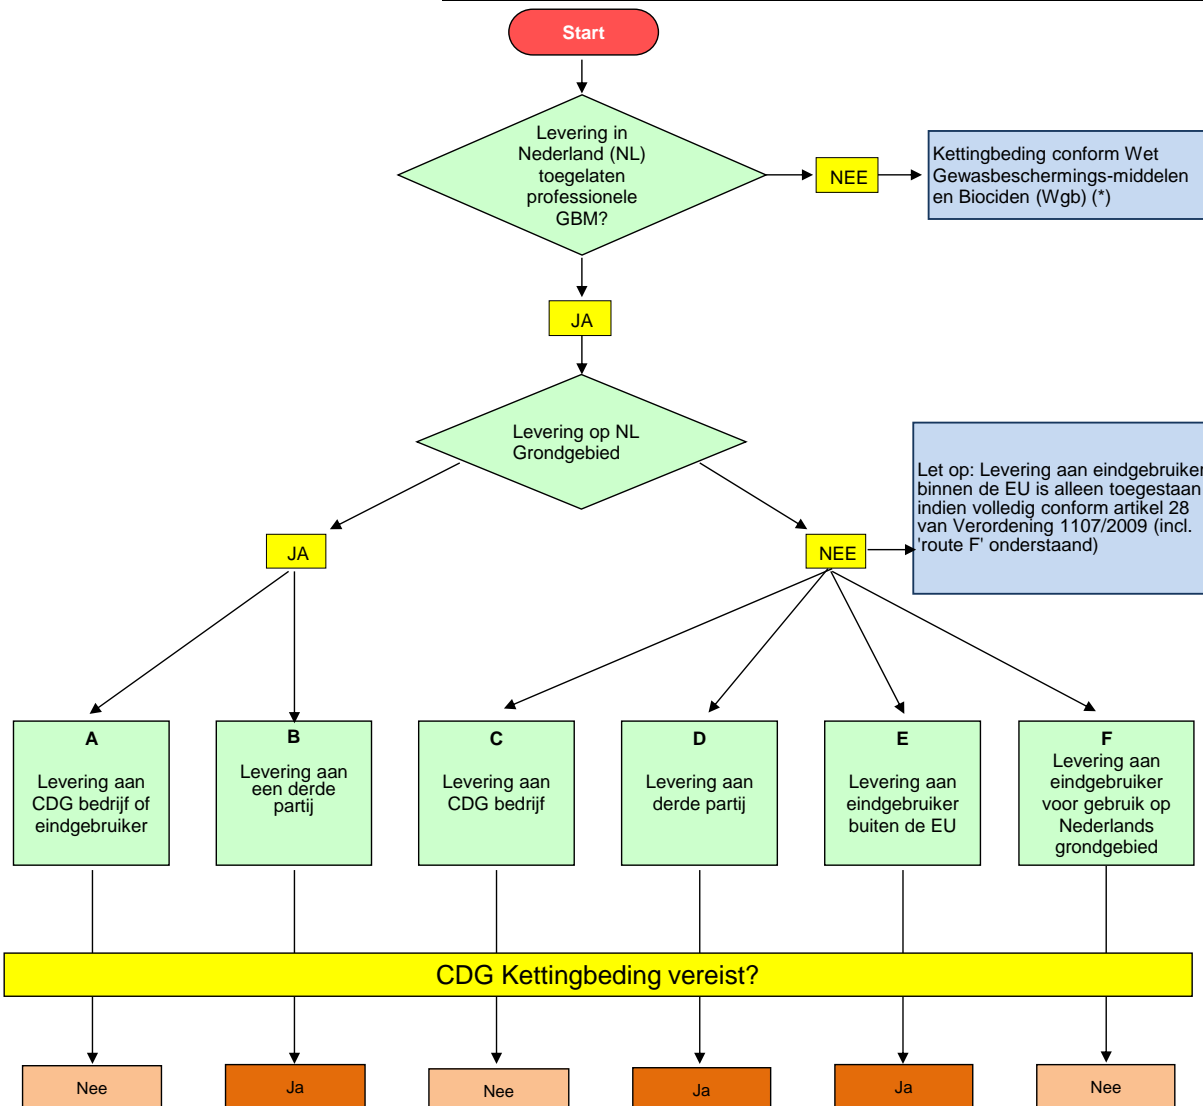 Start
Levering in
Nederland (NL)
toegelaten
professionele
GBM?
NEE
Kettingbeding conform Wet
Gewasbeschermings-middelen
en Biociden (Wgb) (*)
JA
Levering op NL
Grondgebied
Let op: Levering aan eindgebruiker
binnen de EU is alleen toegestaan
indien volledig conform artikel 28
van Verordening 1107/2009 (incl.
'route F' onderstaand)
JA
NEE
A
Levering aan
CDG bedrijf of
eindgebruiker
B
Levering aan
een derde
partij
C
Levering aan
CDG bedrijf
D
Levering aan
derde partij
E
Levering aan
eindgebruiker
buiten de EU
F
Levering aan
eindgebruiker
voor gebruik op
Nederlands
grondgebied
CDG Kettingbeding vereist?
Nee
Ja
Nee
Ja
Ja
Nee